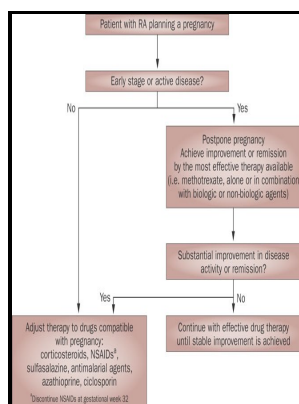 Patient with RA planning a pregnancy
Early stage or active disease?
No
Yes
Postpone pregnancy
Achieve improvement or remission
by the most effective therapy available
(i.e. methotrexate, alone or in combination
with biologic or non-biologic agents)
Substantial improvement in disease
activity or remission?
Yes
No
Adjust therapy to drugs compatible
with pregnancy:
corticosteroids, NSAIDsª,
sulfasalazine, antimalarial agents,
azathioprine, ciclosporin
ªDiscontinue NSAIDs at gestational week 32
Continue with effective drug therapy
until stable improvement is achieved